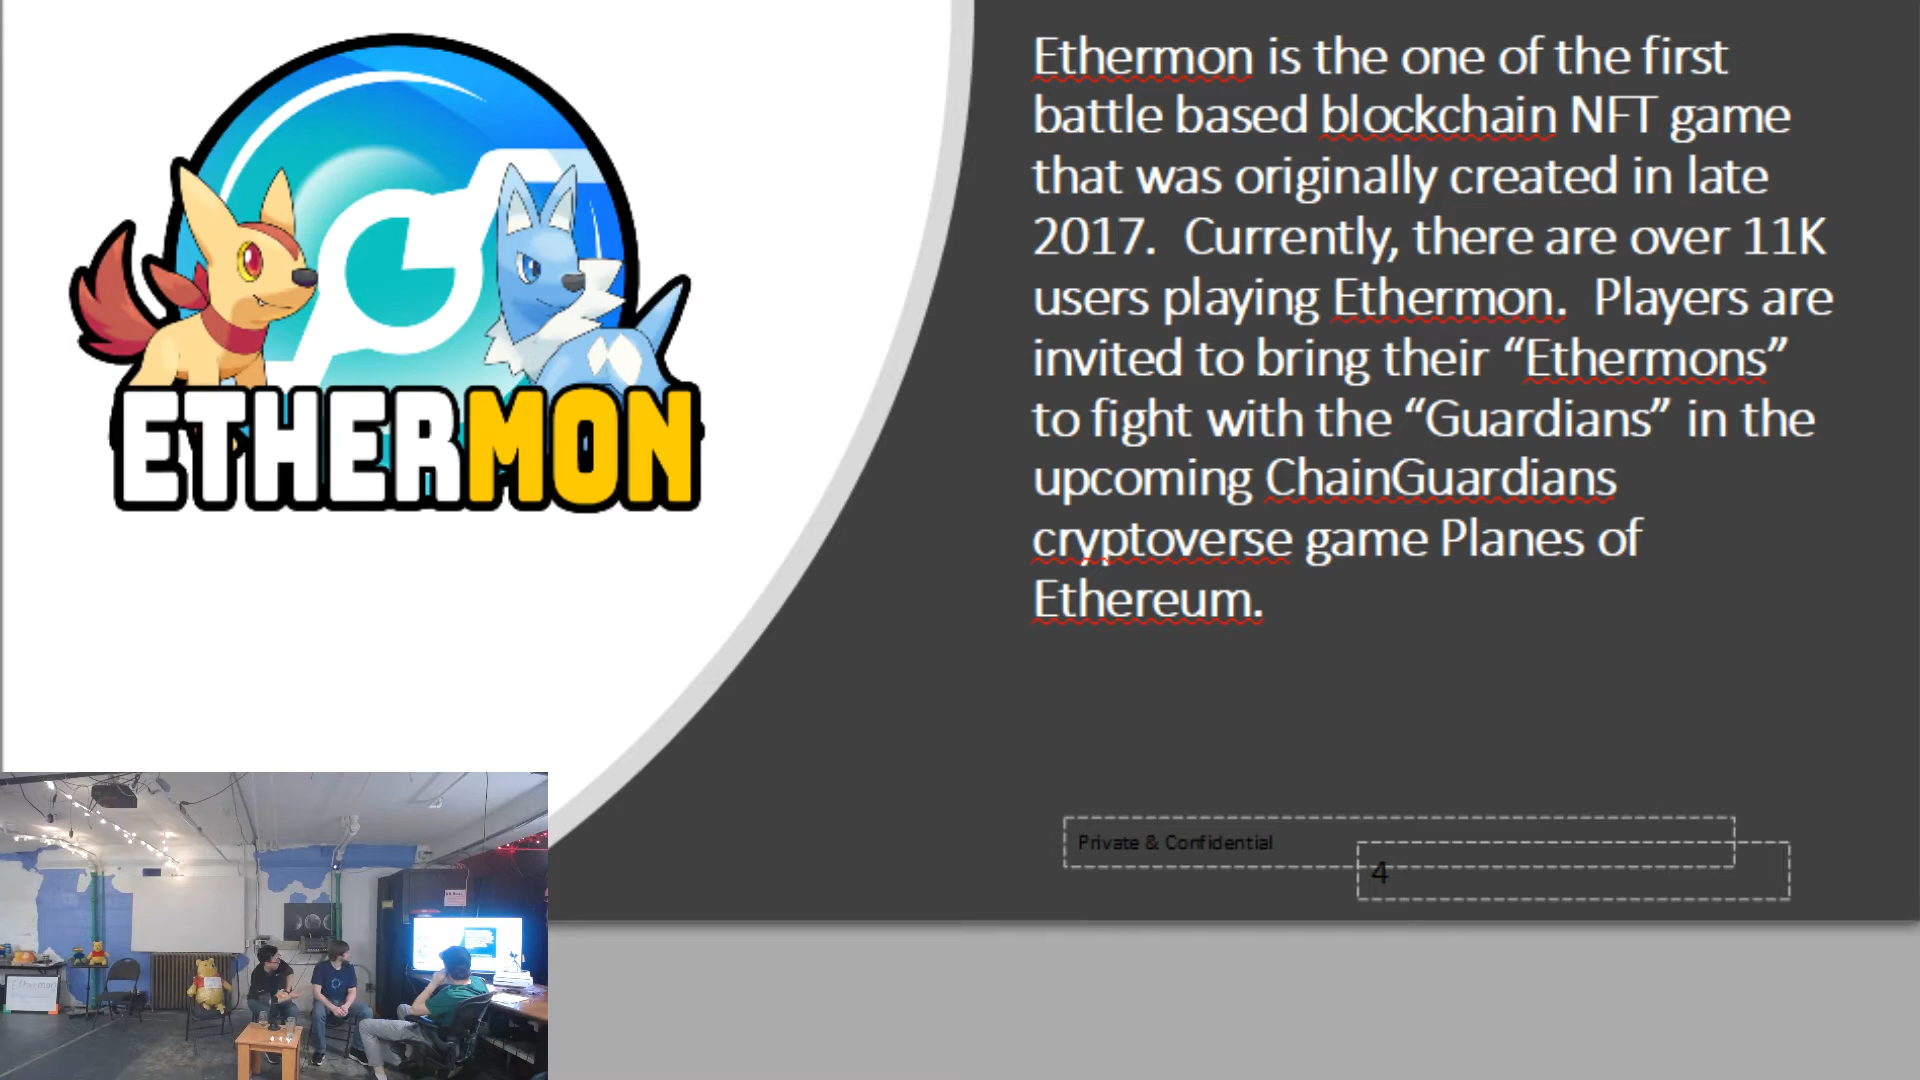 ETHERMON
Ethermon is the one of the first
battle based blockchain NFT game
that was originally created in late
2017.  Currently, there are over 11K
users playing Ethermon.  Players are
invited to bring their “Ethermons”
to fight with the “Guardians” in the
upcoming ChainGuardians
cryptoverse game Planes of
Ethereum.
Private & Confidential
4
Ethermon